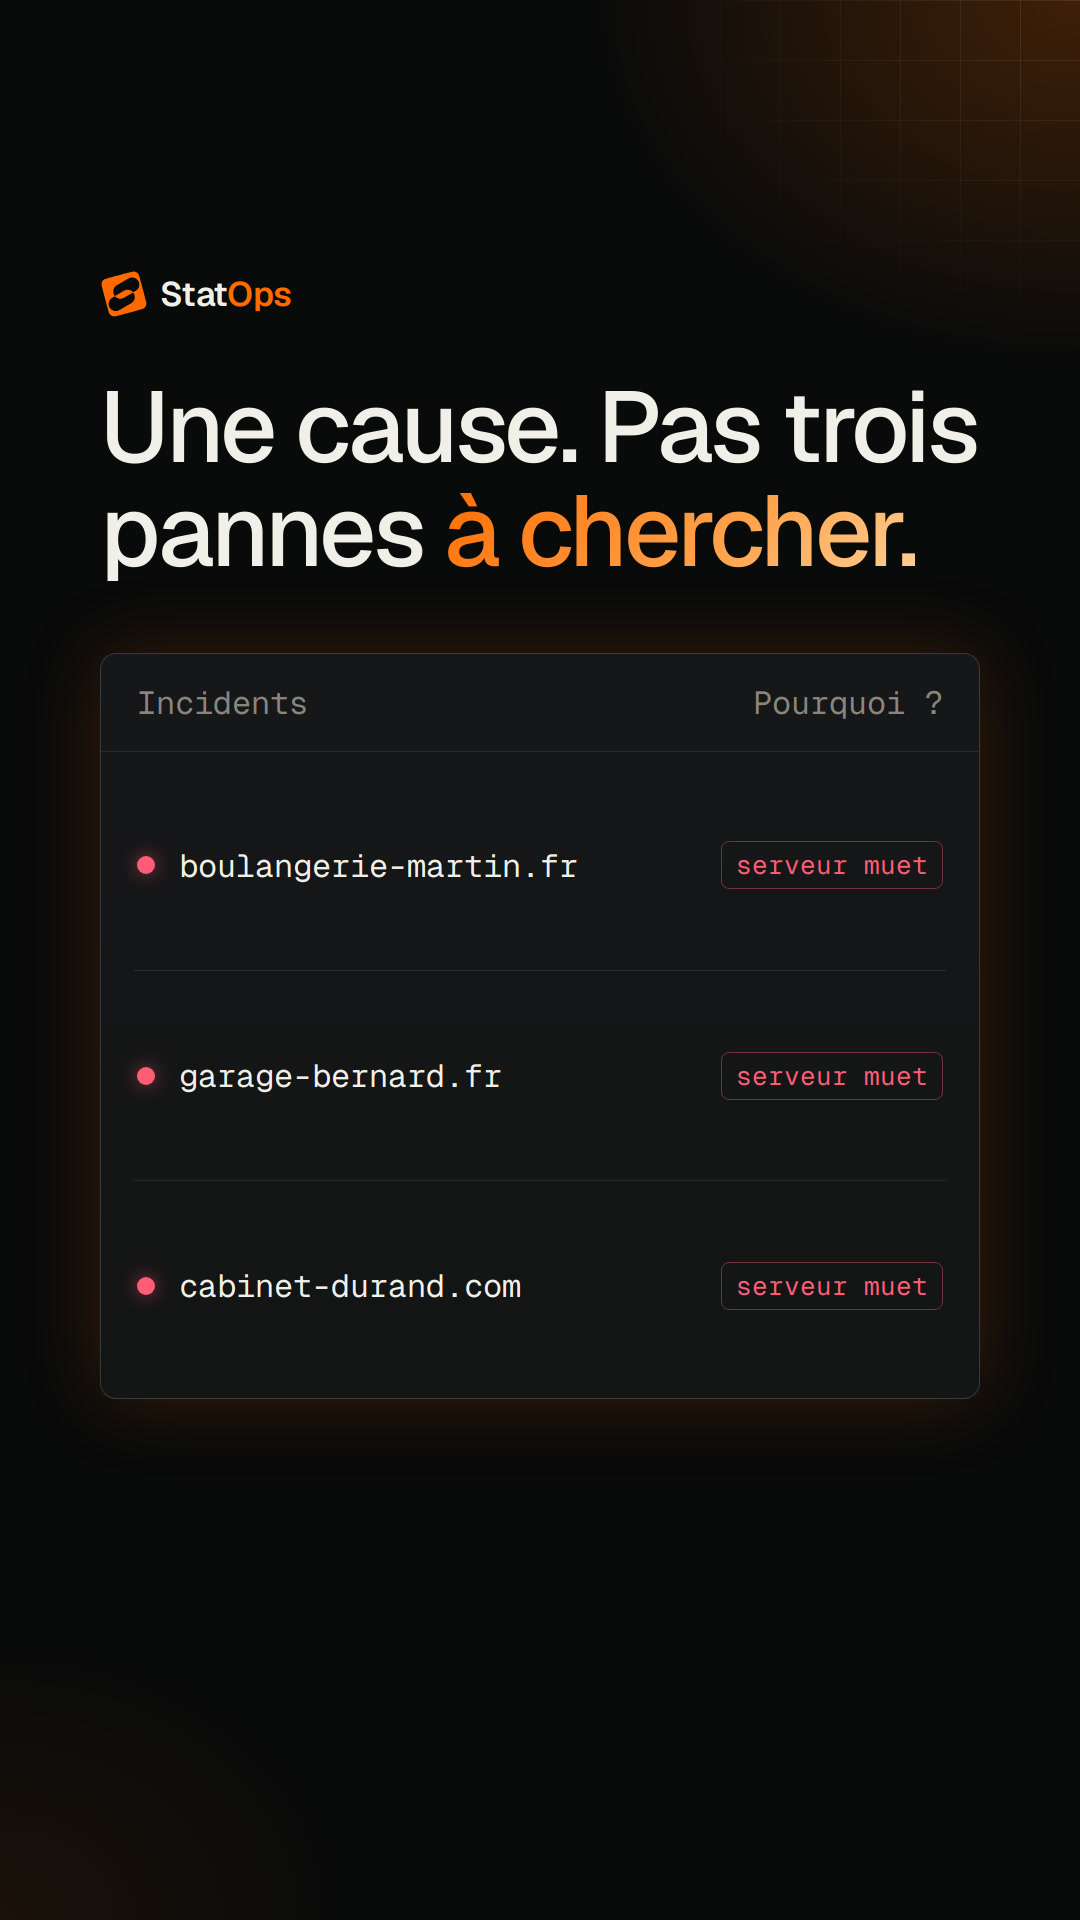 StatOps
Une cause. Pas trois
pannes à chercher.
Incidents Pourquoi ?
boulangerie-martin.fr serveur muet
garage-bernard.fr serveur muet
cabinet-durand.com serveur muet